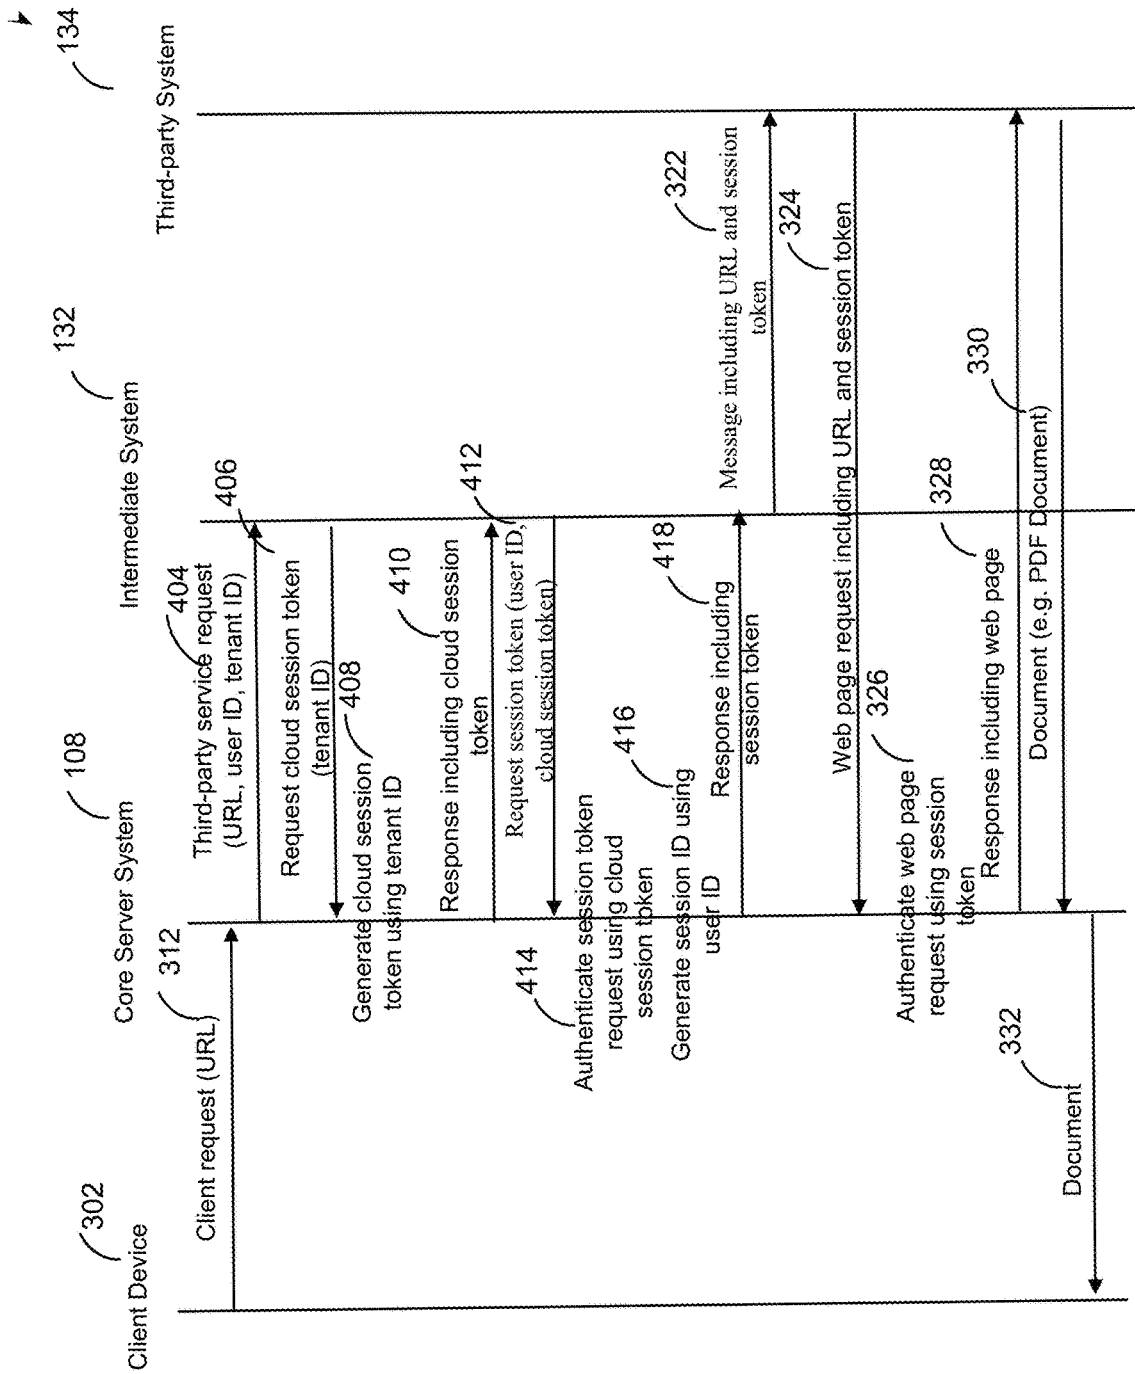 Client Device
302
Core Server System
108
Intermediate System
132
Third-party System
134
Client request (URL)
312
Third-party service request
(URL, user ID, tenant ID)
404
Request cloud session token
(tenant ID)
406
Generate cloud session
token using tenant ID
408
Response including cloud session
token
410
Request session token (user ID,
cloud session token)
412
Authenticate session token
request using cloud
session token
414
Generate session ID using
user ID
416
Response including
session token
418
Message including URL and session
token
322
Web page request including URL and session token
324
Authenticate web page
request using session
token
326
Response including web page
328
Document (e.g. PDF Document)
330
Document
332